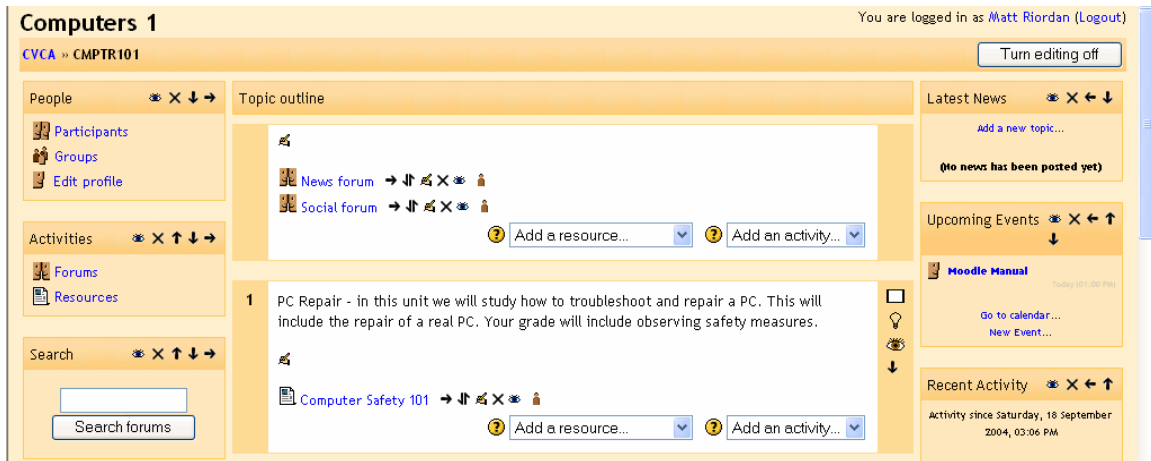 Computers 1
You are logged in as Matt Riordan (Logout)
CVCA » CMPTR101
Turn editing off
People
Participants
Groups
Edit profile
Activities
Forums
Resources
Search
Search forums
Topic outline
News forum
Social forum
? Add a resource... ? Add an activity...
1 PC Repair - in this unit we will study how to troubleshoot and repair a PC. This will
include the repair of a real PC. Your grade will include observing safety measures.
Computer Safety 101
? Add a resource... ? Add an activity...
Latest News
Add a new topic...
(No news has been posted yet)
Upcoming Events
Moodle Manual
Today (01:00 PM)
Go to calendar...
New Event...
Recent Activity
Activity since Saturday, 18 September
2004, 03:06 PM